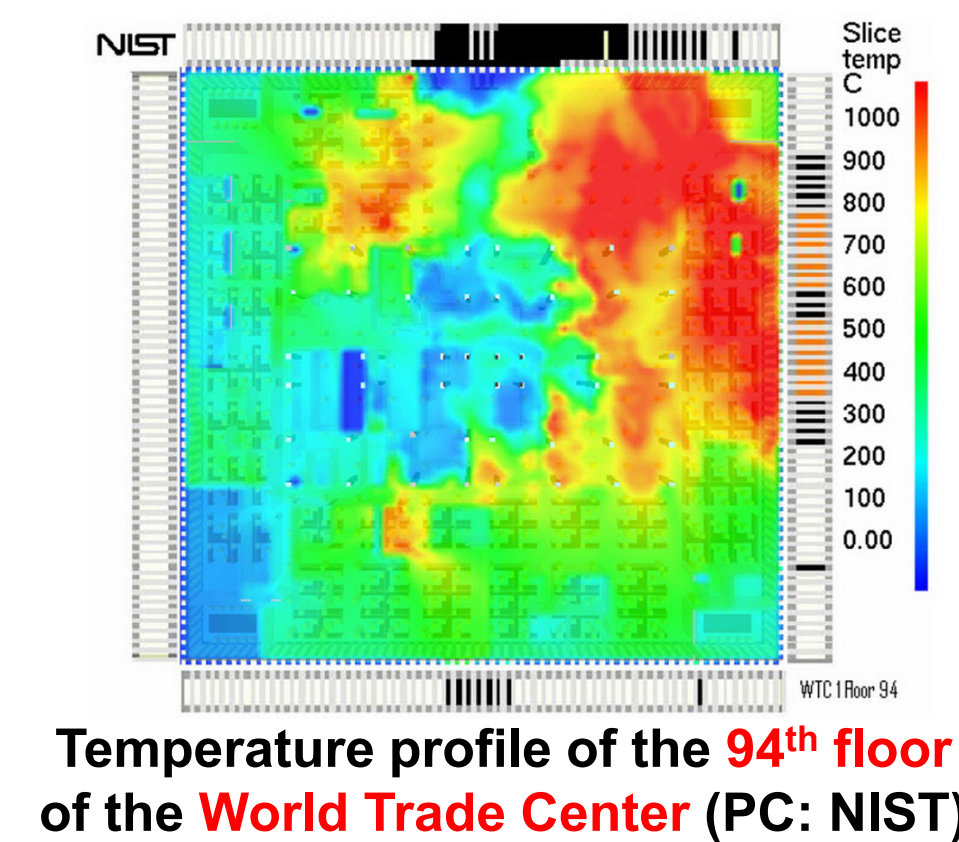 NIST
Slice
temp
C
1000
900
800
700
600
500
400
300
200
100
0.00
WTC 1 Floor 94
Temperature profile of the 94th floor
of the World Trade Center (PC: NIST)